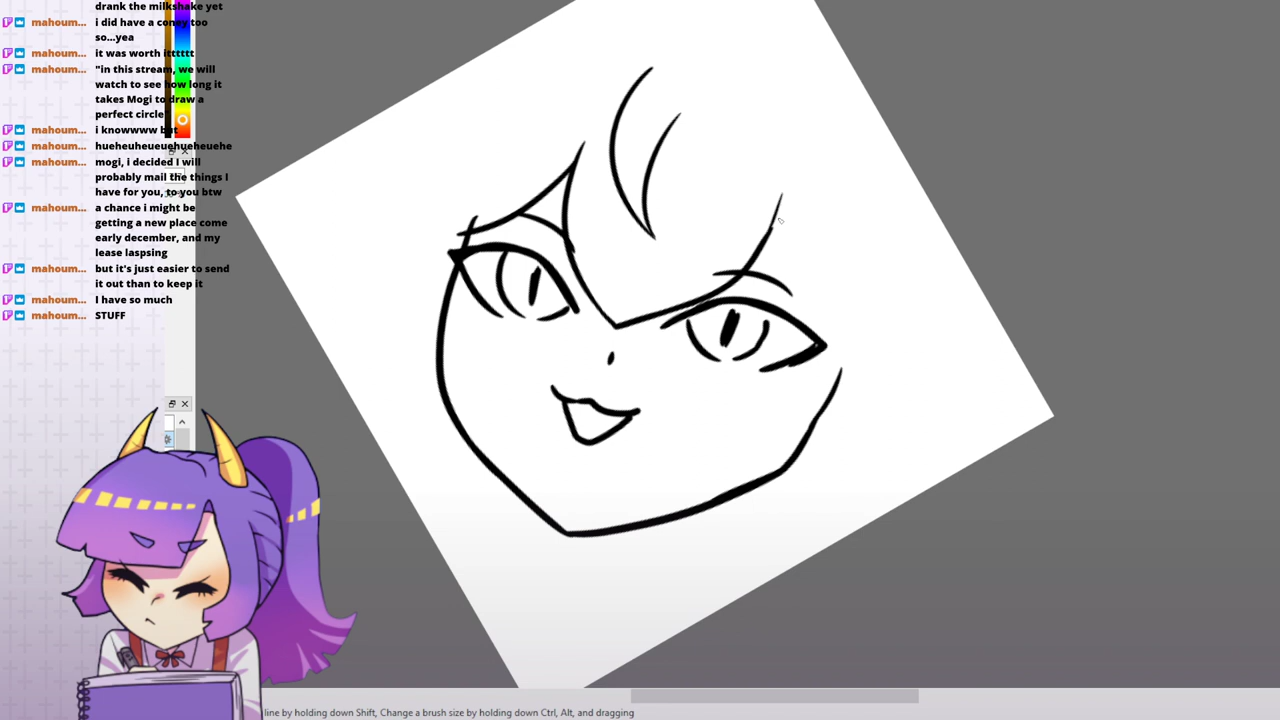 drank the milkshake yet
mahoum... i did have a coney too
so...yea
mahoum... it was worth itttttt
mahoum... "in this stream, we will
watch to see how long it
takes Mogi to draw a
perfect circle
mahoum... i knowwww but
mahoum... hueheuheueuehueheuehe
mahoum... mogi, i decided I will
probably mail the things I
have for you, to you btw
mahoum... a chance i might be
getting a new place come
early december, and my
lease laspsing
mahoum... but it's just easier to send
it out than to keep it
mahoum... I have so much
mahoum... STUFF
line by holding down Shift, Change a brush size by holding down Ctrl, Alt, and dragging